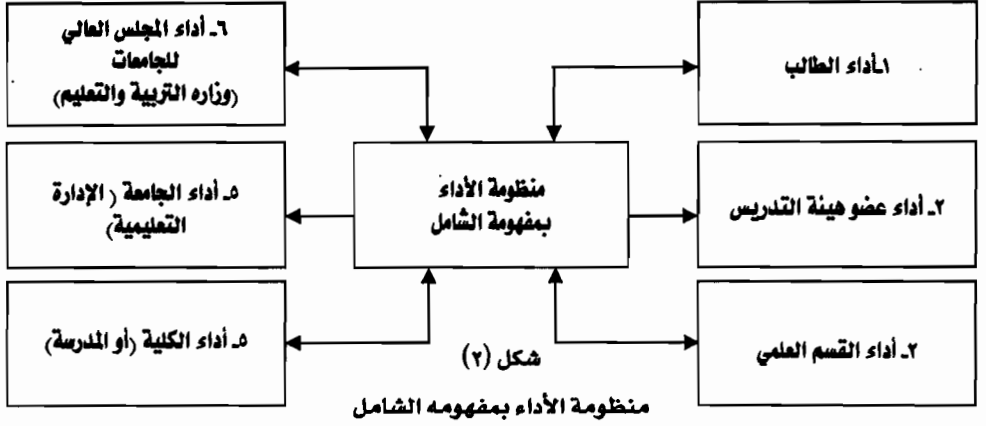 ١ـ أداء الطالب
٢ـ أداء عضو هيئة التدريس
٢ـ أداء القسم العلمي
منظومة الأداء
بمفهومة الشامل
٦ـ أداء المجلس العالي
للجامعات
(وزاره التربية والتعليم)
٥ـ أداء الجامعة (الإدارة
التعليمية)
٥ـ أداء الكلية (أو المدرسة)
شكل (٢)
منظومة الأداء بمفهومه الشامل